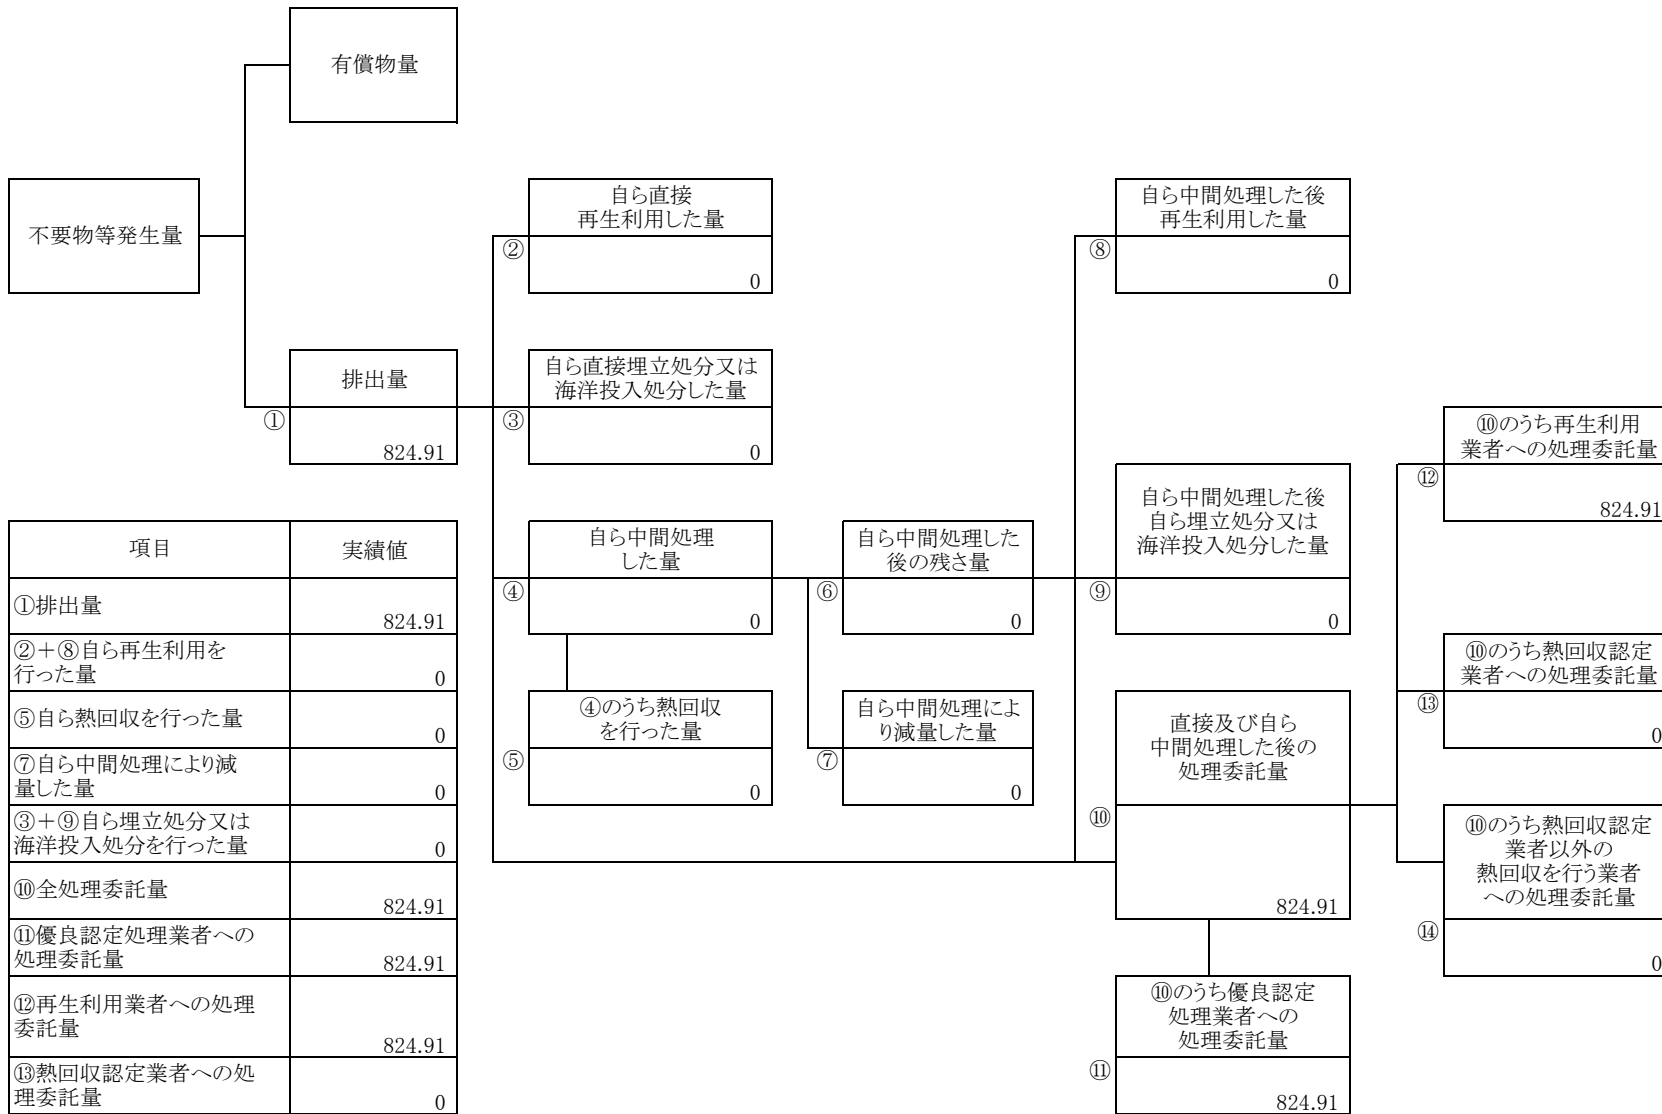 有償物量
不要物等発生量
自ら直接
再生利用した量
②
0
自ら中間処理した後
再生利用した量
⑧
0
排出量
①
824.91
自ら直接埋立処分又は
海洋投入処分した量
③
0
⑩のうち再生利用
業者への処理委託量
⑫
824.91
自ら中間処理
した量
④
0
自ら中間処理した
後の残さ量
⑥
0
自ら中間処理した後
自ら埋立処分又は
海洋投入処分した量
⑨
0
⑩のうち熱回収認定
業者への処理委託量
⑬
0
④のうち熱回収
を行った量
⑤
0
自ら中間処理によ
り減量した量
⑦
0
直接及び自ら
中間処理した後の
処理委託量
⑩
824.91
⑩のうち熱回収認定
業者以外の
熱回収を行う業者
への処理委託量
⑭
0
⑩のうち優良認定
処理業者への
処理委託量
⑪
824.91
項目 実績値
①排出量
824.91
②+⑧自ら再生利用を
行った量 0
⑤自ら熱回収を行った量
0
⑦自ら中間処理により減
量した量 0
③+⑨自ら埋立処分又は
海洋投入処分を行った量 0
⑩全処理委託量
824.91
⑪優良認定処理業者への
処理委託量 824.91
⑫再生利用業者への処理
委託量
824.91
⑬熱回収認定業者への処
理委託量 0